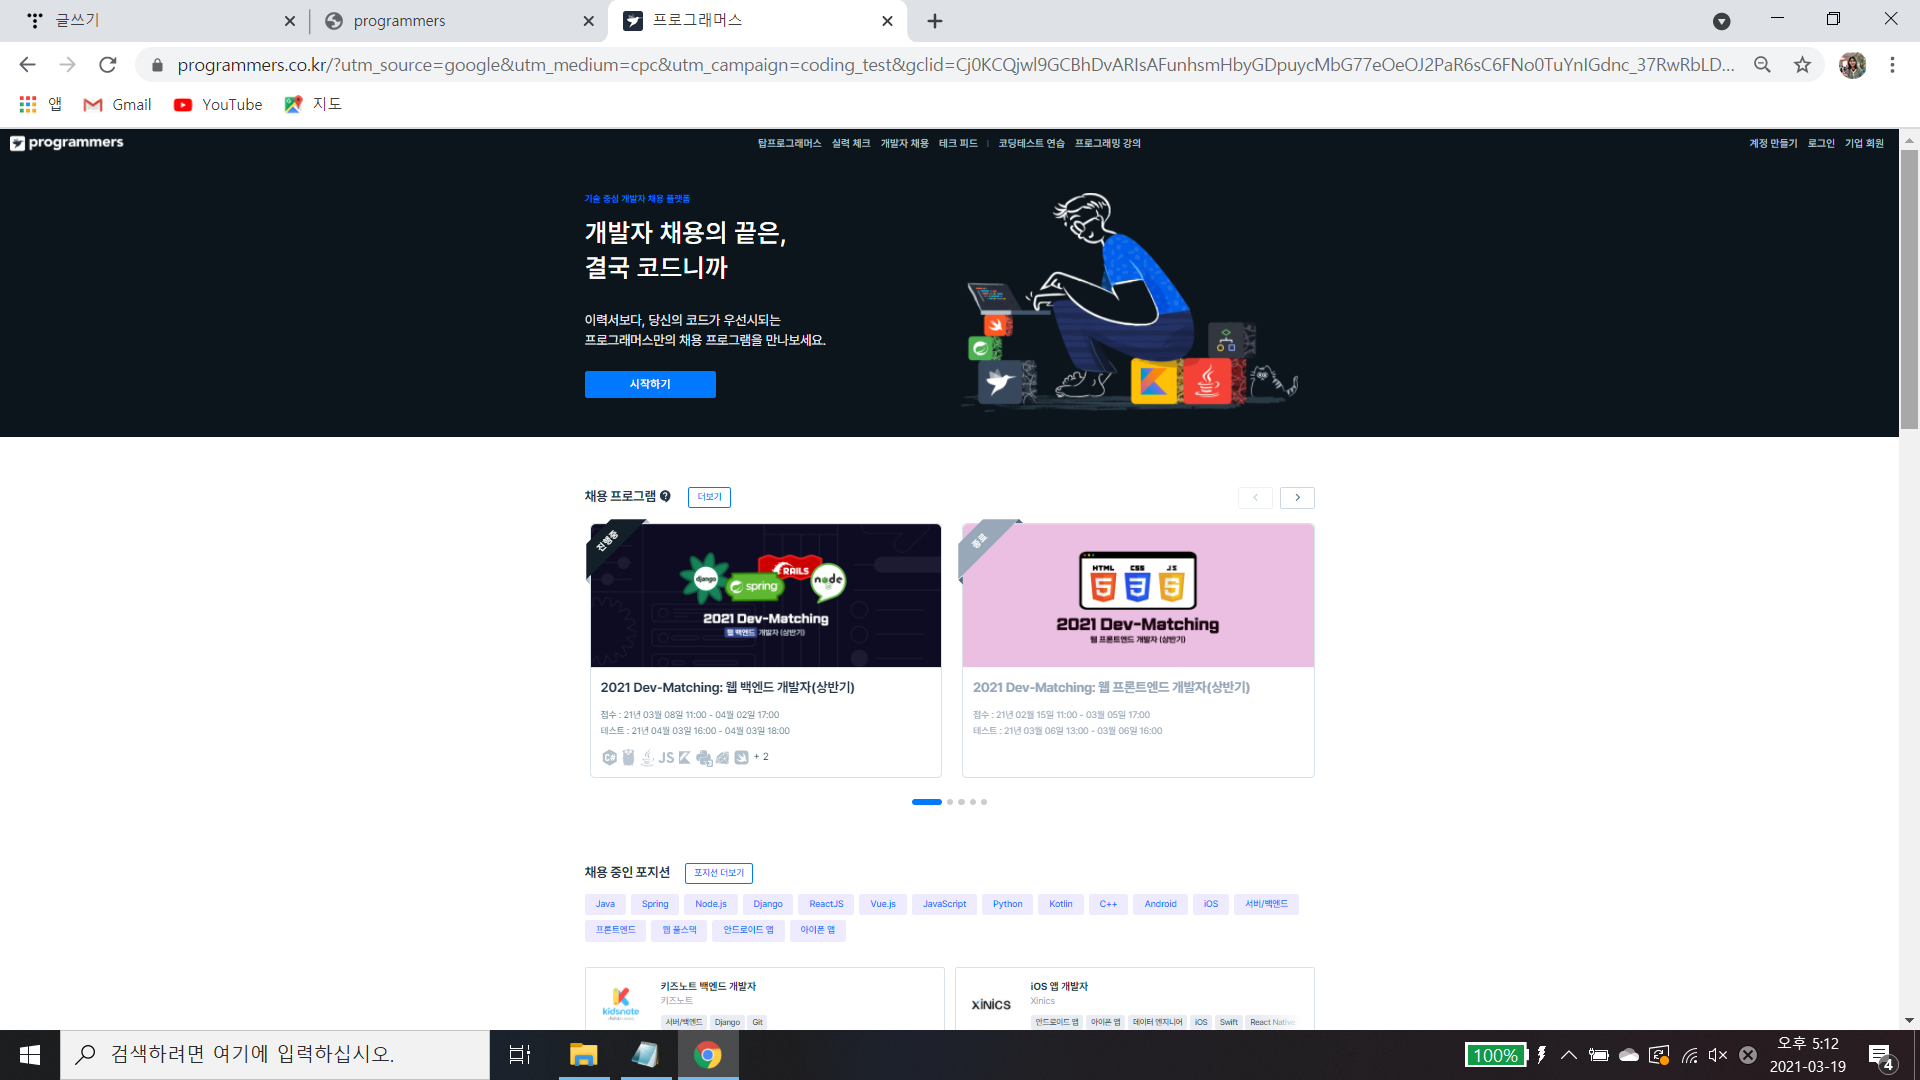 글쓰기
programmers
프로그래머스
programmers.co.kr/?utm_source=google&utm_medium=cpc&utm_campaign=coding_test&gclid=Cj0KCQjwl9GCBhDvARIsAFunhsmHbyGDpuycMbG77eOeOJ2PaR6sC6FNo0TuYnIGdnc_37RwRbLD...
앱
Gmail
YouTube
지도
programmers
탑프로그래머스 실력 체크 개발자 채용 테크 피드 | 코딩테스트 연습 프로그래밍 강의
계정 만들기 로그인 기업 회원
기술 중심 개발자 채용 플랫폼
개발자 채용의 끝은,
결국 코드니까
이력서보다, 당신의 코드가 우선시되는
프로그래머스만의 채용 프로그램을 만나보세요.
시작하기
채용 프로그램 ?
더보기
진행중
django
spring
RAILS
node
2021 Dev-Matching
웹 백엔드 개발자 (상반기)
2021 Dev-Matching: 웹 백엔드 개발자(상반기)
접수 : 21년 03월 08일 11:00 - 04월 02일 17:00
테스트 : 21년 04월 03일 16:00 - 04월 03일 18:00
JS + 2
종료
HTML CSS JS
5 3 5
2021 Dev-Matching
웹 프론트엔드 개발자 (상반기)
2021 Dev-Matching: 웹 프론트엔드 개발자(상반기)
접수 : 21년 02월 15일 11:00 - 03월 05일 17:00
테스트 : 21년 03월 06일 13:00 - 03월 06일 16:00
채용 중인 포지션
포지션 더보기
Java Spring Node.js Django ReactJS Vue.js JavaScript Python Kotlin C++ Android iOS 서버/백엔드
프론트엔드 웹 풀스택 안드로이드 앱 아이폰 앱
kidsnote
키즈노트 백엔드 개발자
키즈노트
서버/백엔드 Django Git
XINICS
iOS 앱 개발자
Xinics
안드로이드 앱 아이폰 앱 데이터 엔지니어 iOS Swift React Native
검색하려면 여기에 입력하십시오.
100%
오후 5:12
2021-03-19
4